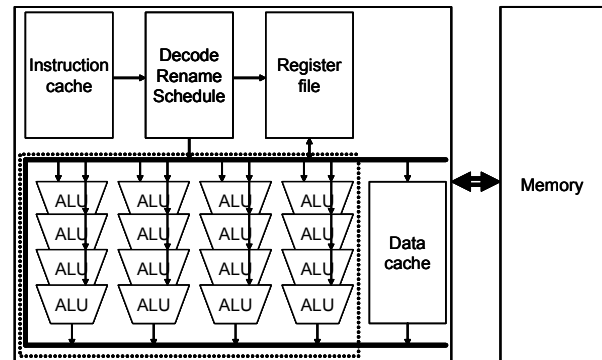 Instruction
cache
Decode
Rename
Schedule
Register
file
ALU ALU ALU ALU
ALU ALU ALU ALU
ALU ALU ALU ALU
ALU ALU ALU ALU
Data
cache
Memory